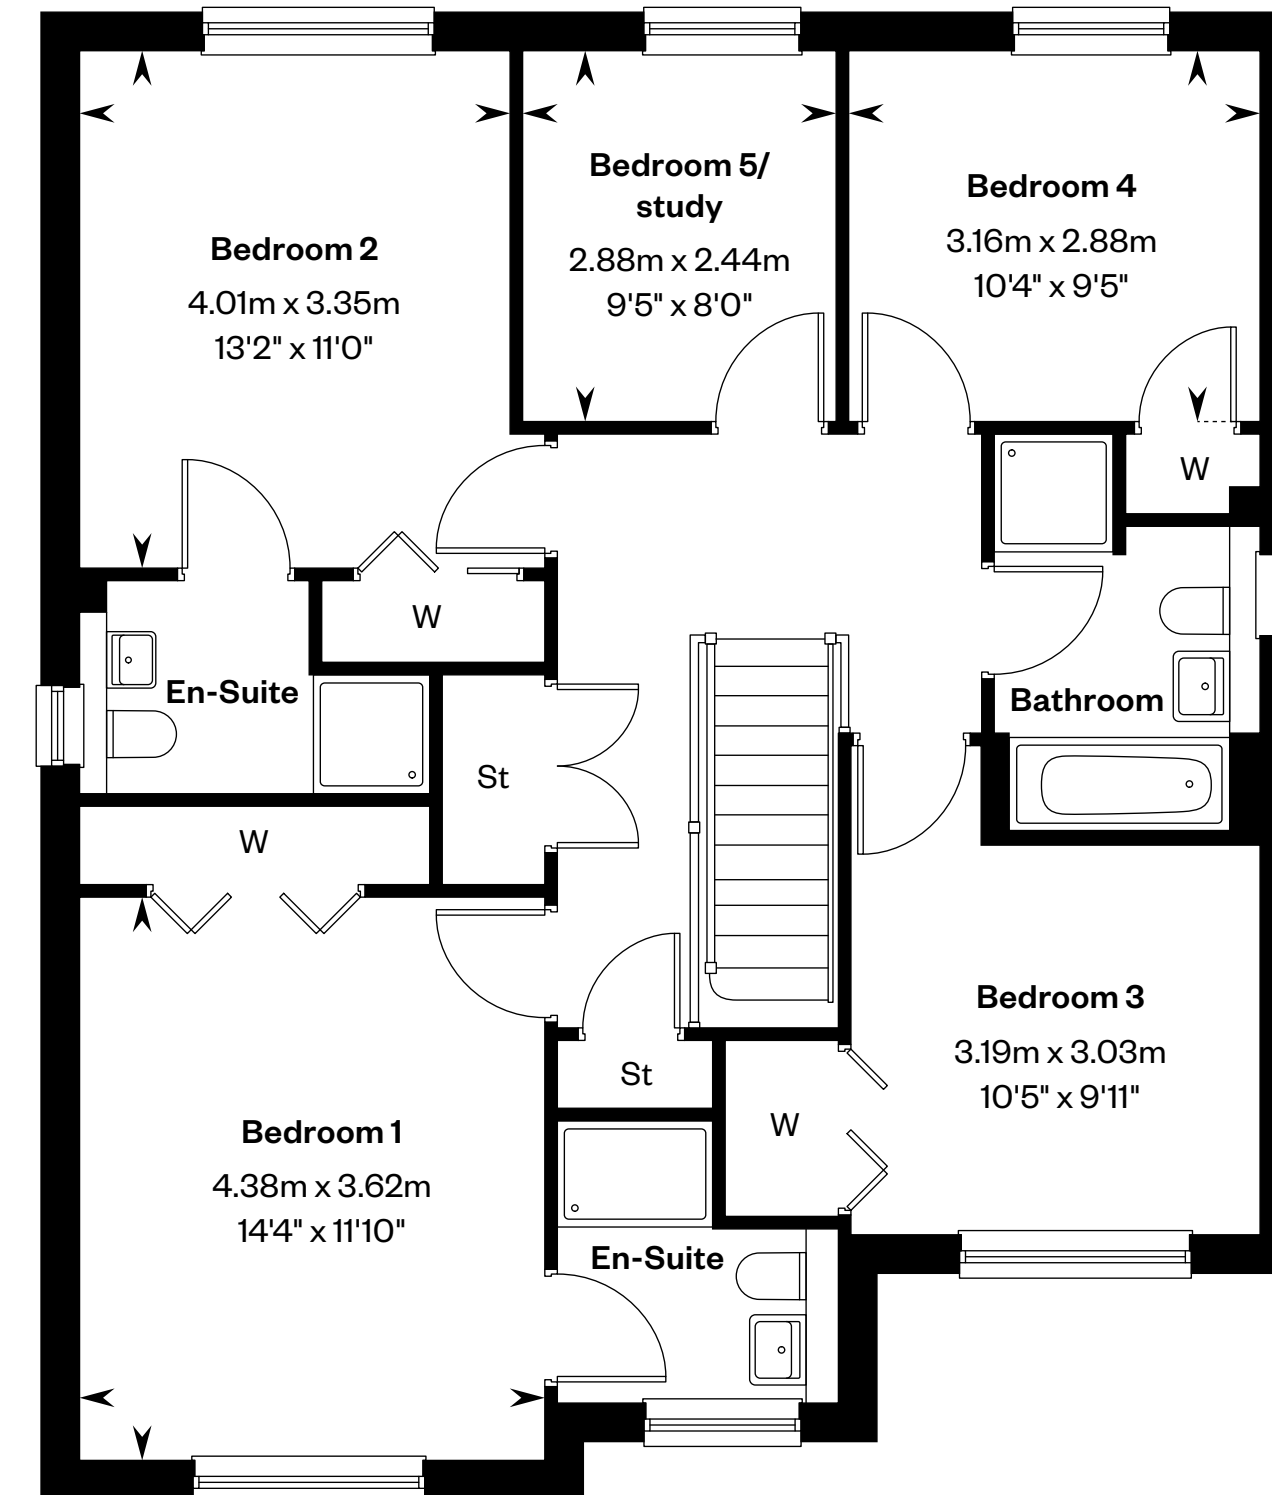 Bedroom 2
4.01m x 3.35m
13'2" x 11'0"
Bedroom 5/
study
2.88m x 2.44m
9'5" x 8'0"
Bedroom 4
3.16m x 2.88m
10'4" x 9'5"
W
W
En-Suite
Bathroom
St
W
Bedroom 3
3.19m x 3.03m
10'5" x 9'11"
St
W
Bedroom 1
4.38m x 3.62m
14'4" x 11'10"
En-Suite